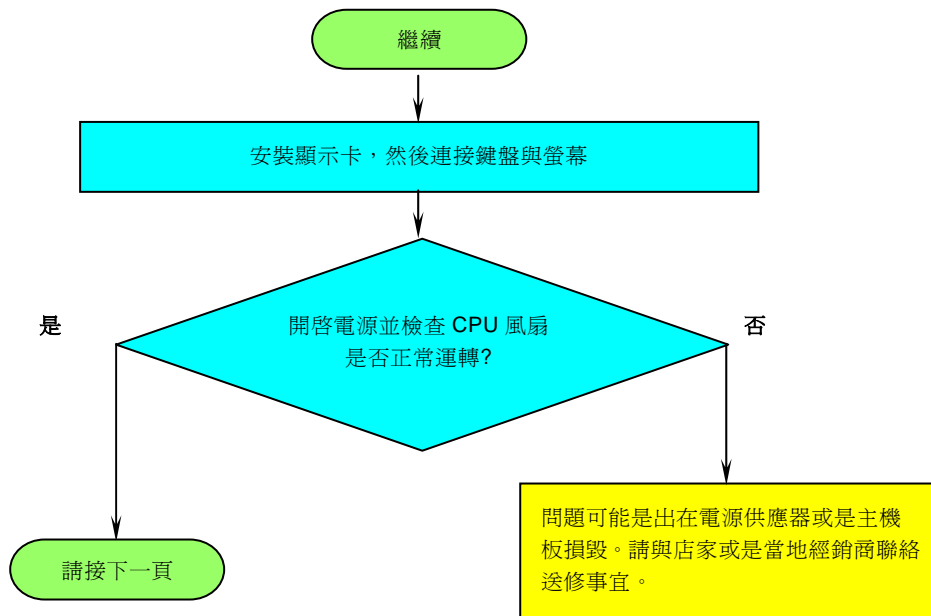 繼續
安裝顯示卡，然後連接鍵盤與螢幕
是
開啓電源並檢查 CPU 風扇
是否正常運轉?
否
問題可能是出在電源供應器或是主機
板損毀。請與店家或是當地經銷商聯絡
送修事宜。
請接下一頁